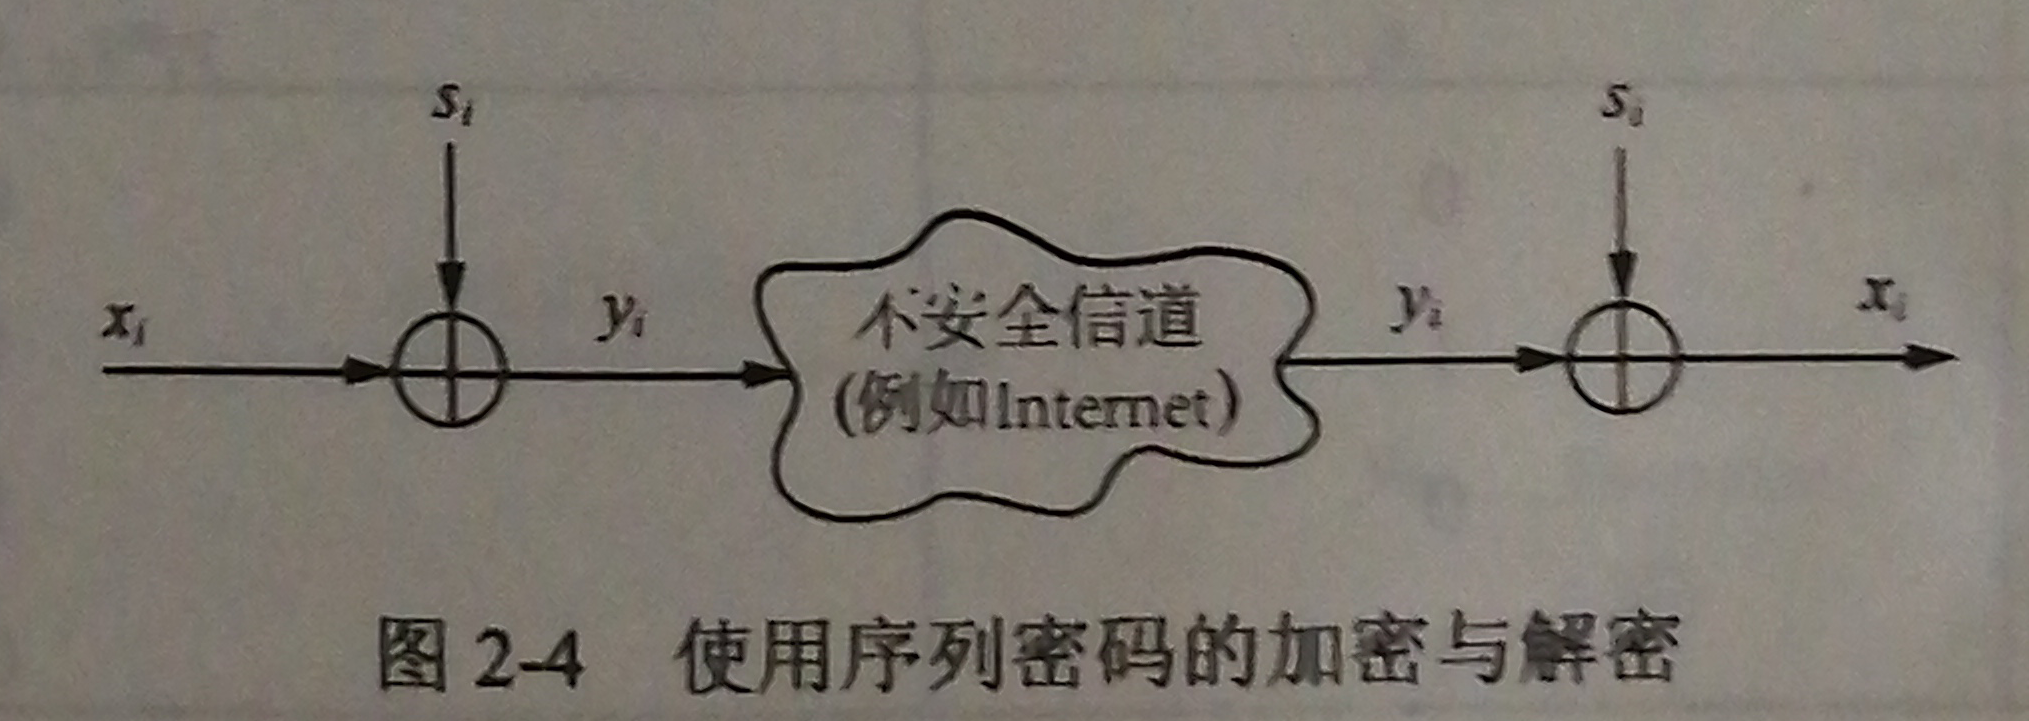 s_i
s_i
x_i
y_i
不安全信道
(例如Internet)
y_i
x_i
图 2-4 使用序列密码的加密与解密